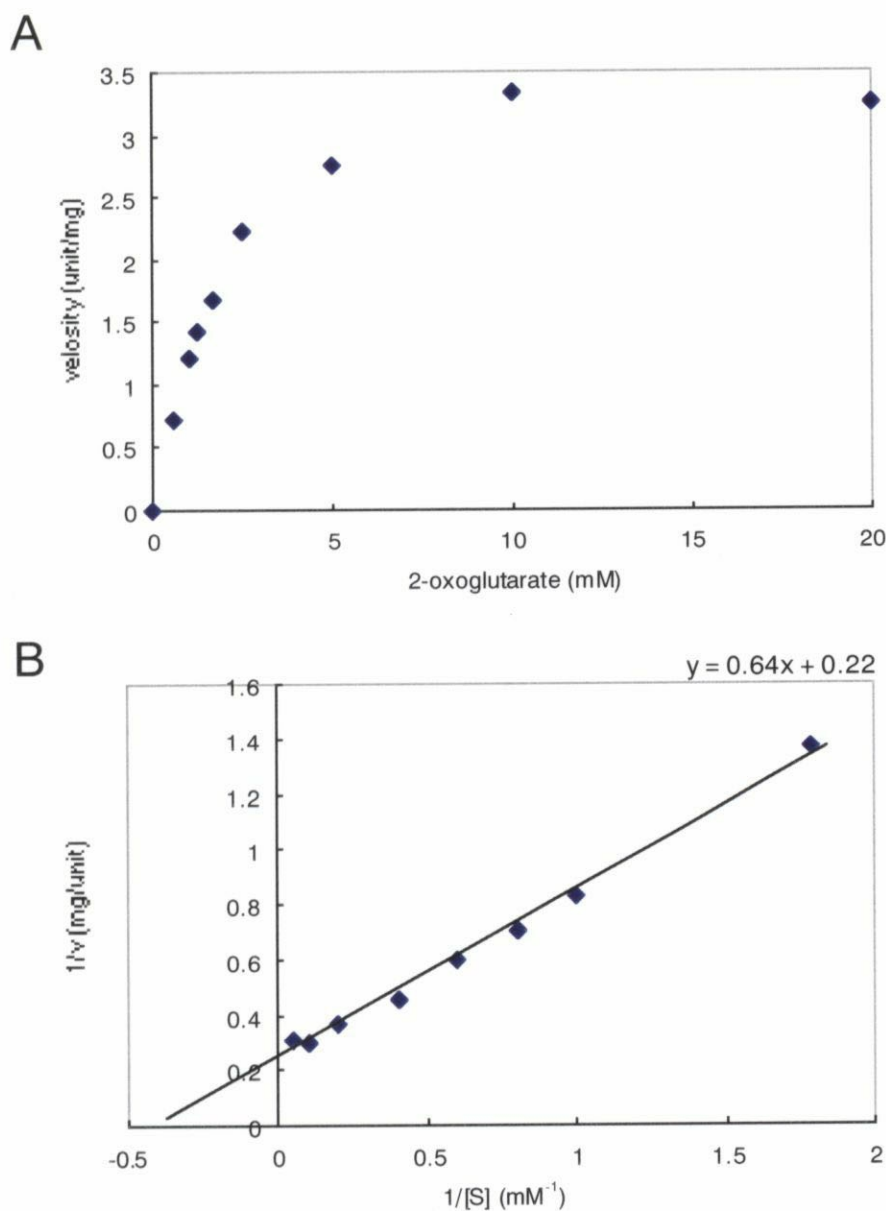 A
3.5
3
2.5
2
1.5
1
0.5
0
velosity (unit/mg)
0 5 10 15 20
2-oxoglutarate (mM)
B
y = 0.64x + 0.22
1.6
1.4
1.2
1
0.8
0.6
0.4
0.2
0
1/v (mg/unit)
-0.5 0 0.5 1 1.5 2
1/[S] (mM⁻¹)